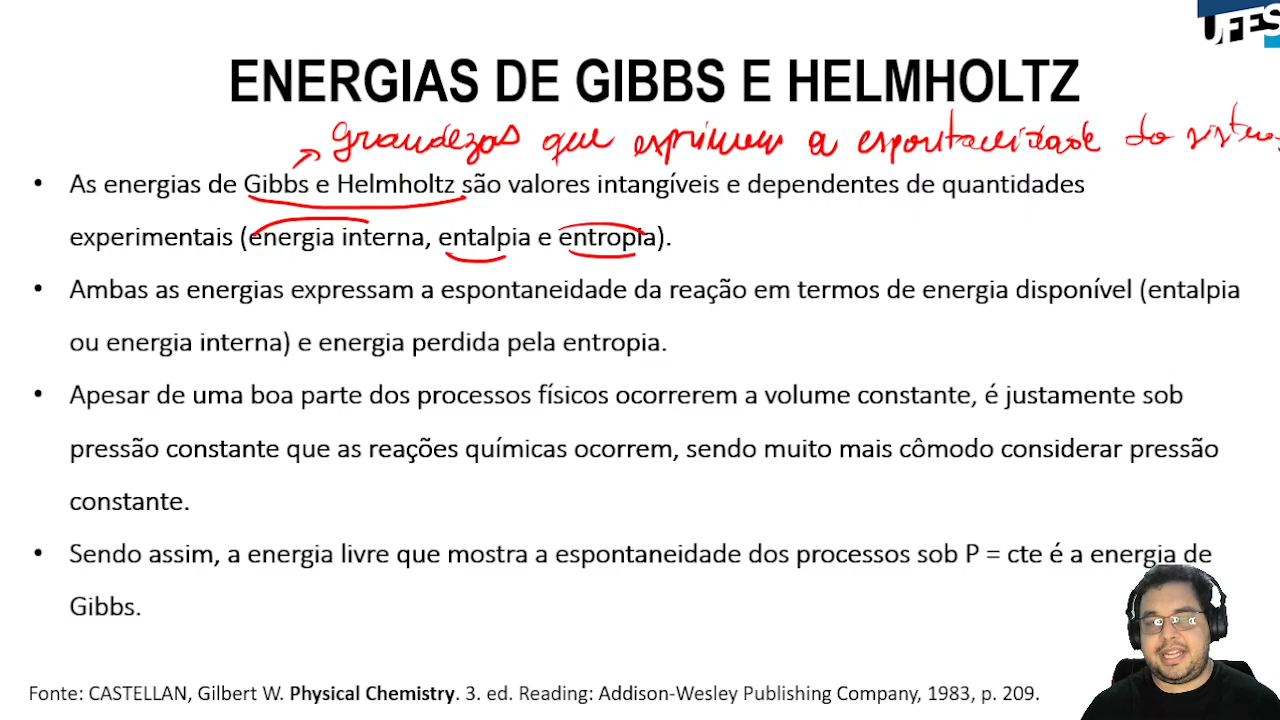 UFES
ENERGIAS DE GIBBS E HELMHOLTZ
grandezas que exprimem a espontaneidade do sistema
• As energias de Gibbs e Helmholtz são valores intangíveis e dependentes de quantidades
experimentais (energia interna, entalpia e entropia).
• Ambas as energias expressam a espontaneidade da reação em termos de energia disponível (entalpia
ou energia interna) e energia perdida pela entropia.
• Apesar de uma boa parte dos processos físicos ocorrerem a volume constante, é justamente sob
pressão constante que as reações químicas ocorrem, sendo muito mais cômodo considerar pressão
constante.
• Sendo assim, a energia livre que mostra a espontaneidade dos processos sob P = cte é a energia de
Gibbs.
Fonte: CASTELLAN, Gilbert W. Physical Chemistry. 3. ed. Reading: Addison-Wesley Publishing Company, 1983, p. 209.